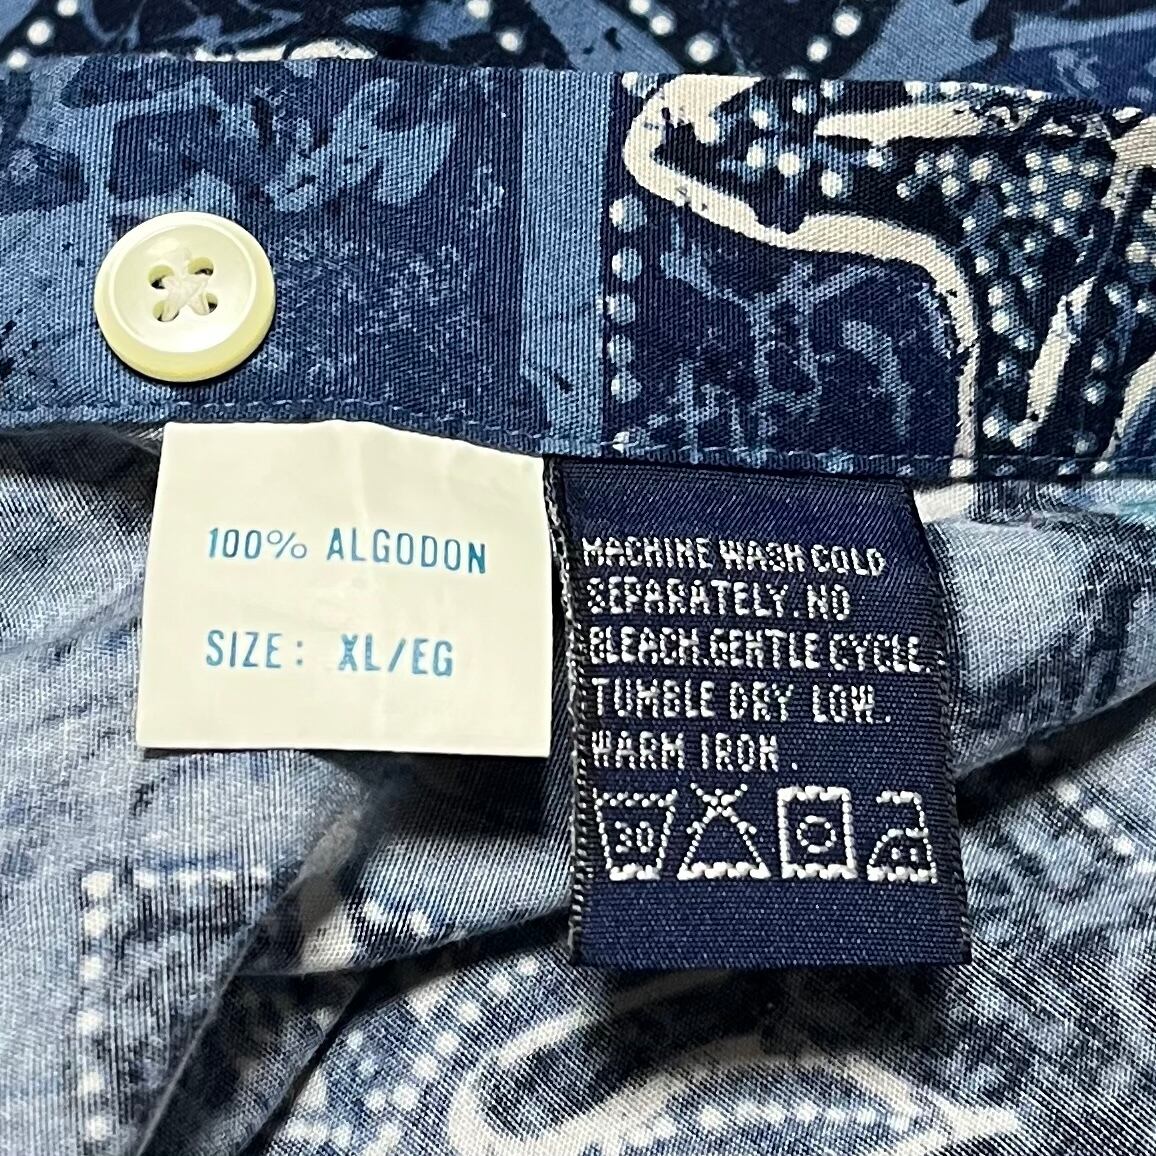 100% ALGODON
SIZE: XL/EG
MACHINE WASH COLD
SEPARATELY. NO
BLEACH. GENTLE CYCLE.
TUMBLE DRY LOW.
WARM IRON.
30